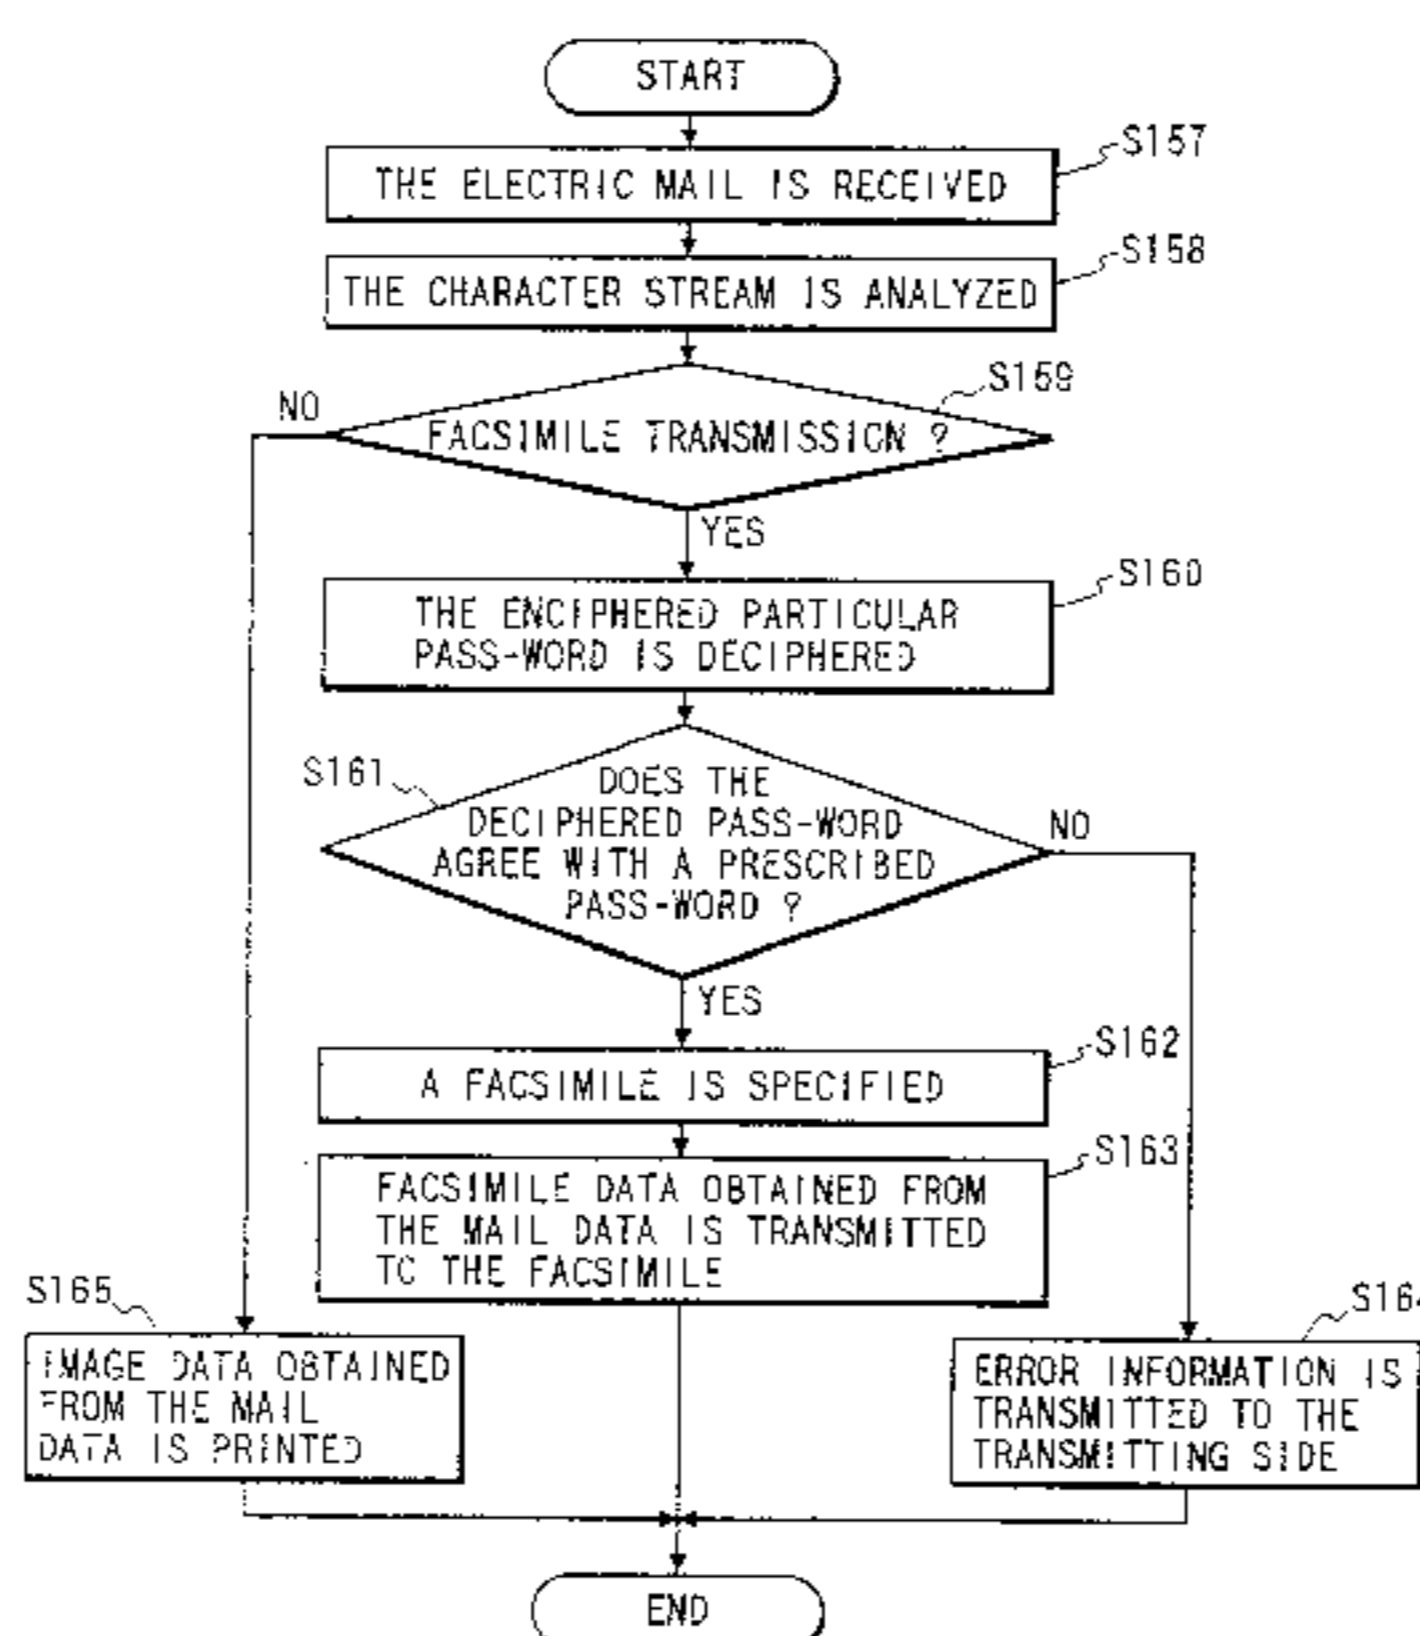 START
S157
THE ELECTRIC MAIL IS RECEIVED
S158
THE CHARACTER STREAM IS ANALYZED
S159
NO
FACSIMILE TRANSMISSION ?
YES
S160
THE ENCIPHERED PARTICULAR
PASS-WORD IS DECIPHERED
S161
DOES THE
DECIPHERED PASS-WORD
AGREE WITH A PRESCRIBED
PASS-WORD ?
NO
YES
S162
A FACSIMILE IS SPECIFIED
S163
FACSIMILE DATA OBTAINED FROM
THE MAIL DATA IS TRANSMITTED
TO THE FACSIMILE
S165
IMAGE DATA OBTAINED
FROM THE MAIL
DATA IS PRINTED
S164
ERROR INFORMATION IS
TRANSMITTED TO THE
TRANSMITTING SIDE
END